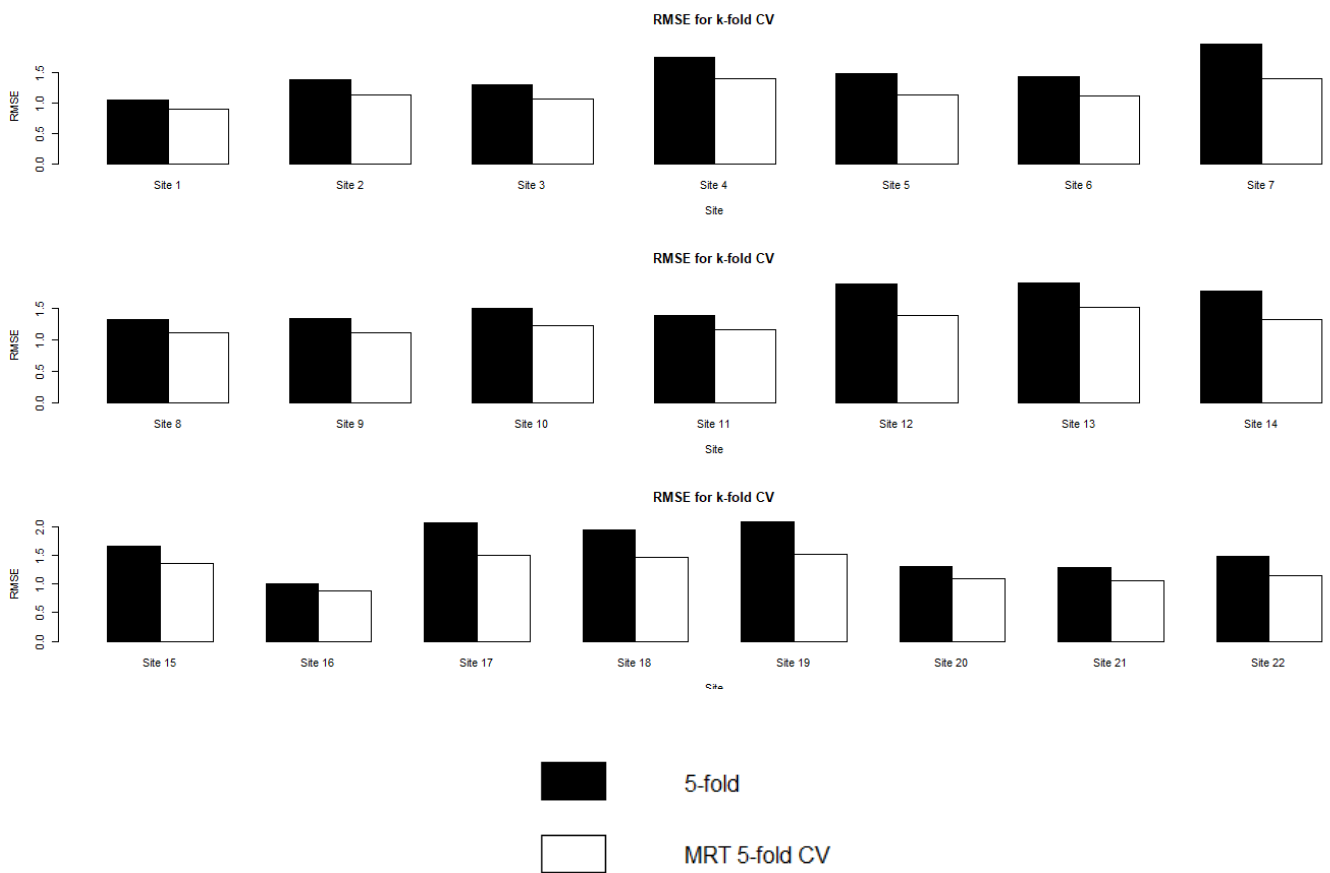 RMSE for k-fold CV
RMSE
0.0 0.5 1.0 1.5
Site 1 Site 2 Site 3 Site 4 Site 5 Site 6 Site 7
Site
RMSE for k-fold CV
RMSE
0.0 0.5 1.0 1.5
Site 8 Site 9 Site 10 Site 11 Site 12 Site 13 Site 14
Site
RMSE for k-fold CV
RMSE
0.0 0.5 1.0 1.5 2.0
Site 15 Site 16 Site 17 Site 18 Site 19 Site 20 Site 21 Site 22
Site
5-fold
MRT 5-fold CV